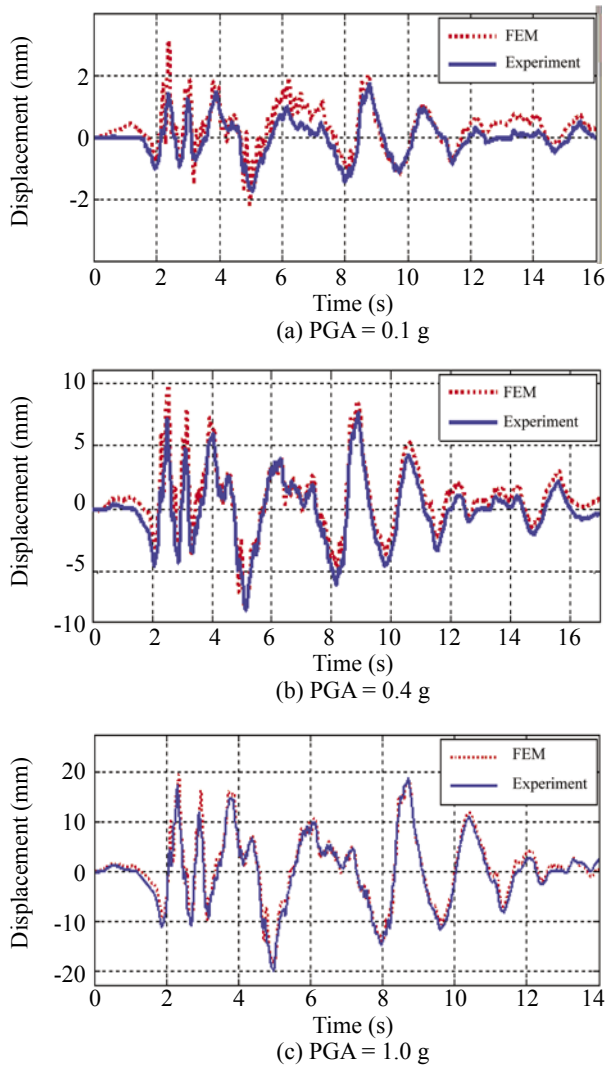 Displacement (mm)
FEM
Experiment
2
0
-2
0 2 4 6 8 10 12 14 16
Time (s)
(a) PGA = 0.1 g
Displacement (mm)
FEM
Experiment
10
5
0
-5
-10
0 2 4 6 8 10 12 14 16
Time (s)
(b) PGA = 0.4 g
Displacement (mm)
FEM
Experiment
20
10
0
-10
-20
0 2 4 6 8 10 12 14
Time (s)
(c) PGA = 1.0 g